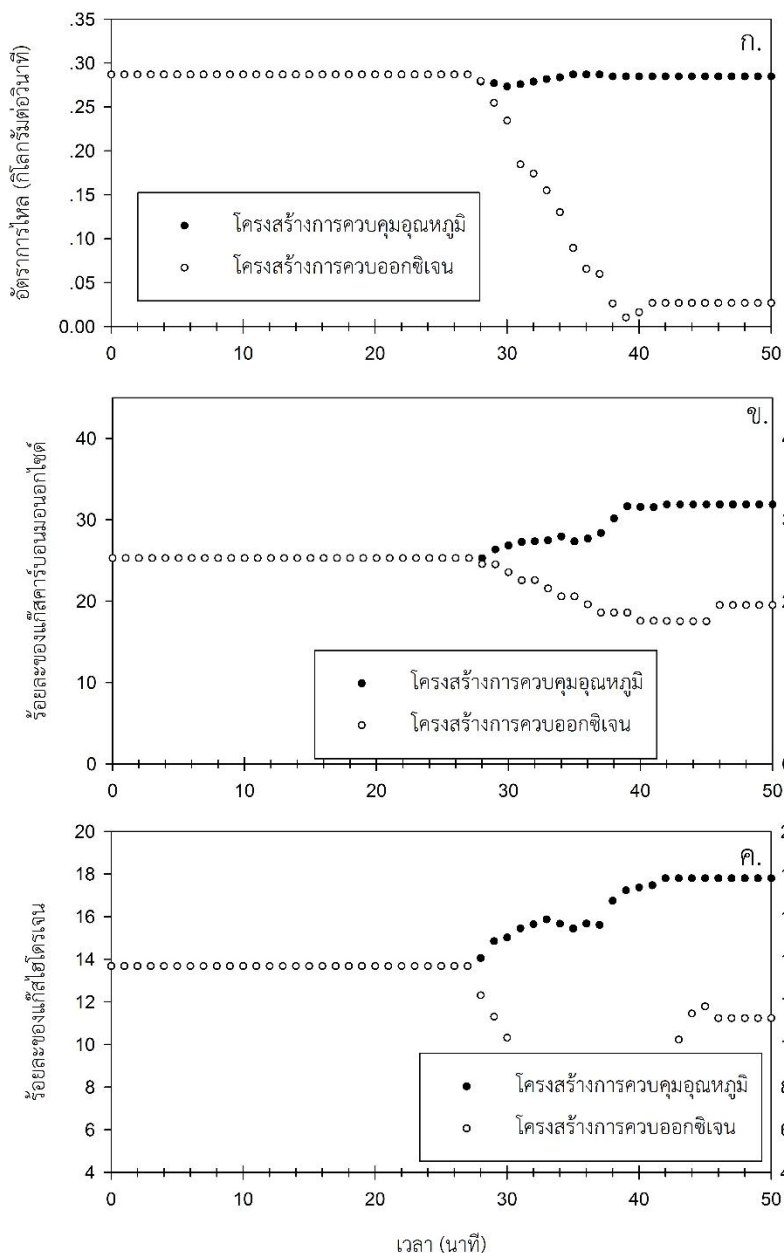 .35
.30
.25
.20
.15
.10
.05
0.00
อัตราการไหล (กิโลกรัมต่อวินาที)
ก.
โครงสร้างการควบคุมอุณหภูมิ
โครงสร้างการควบออกซิเจน
0 10 20 30 40 50
40
30
20
10
0
ร้อยละของแก๊สคาร์บอนมอนอกไซด์
ข.
โครงสร้างการควบคุมอุณหภูมิ
โครงสร้างการควบออกซิเจน
0 10 20 30 40 50
20
18
16
14
12
10
8
6
4
ร้อยละของแก๊สไฮโดรเจน
ค.
โครงสร้างการควบคุมอุณหภูมิ
โครงสร้างการควบออกซิเจน
0 10 20 30 40 50
เวลา (นาที)